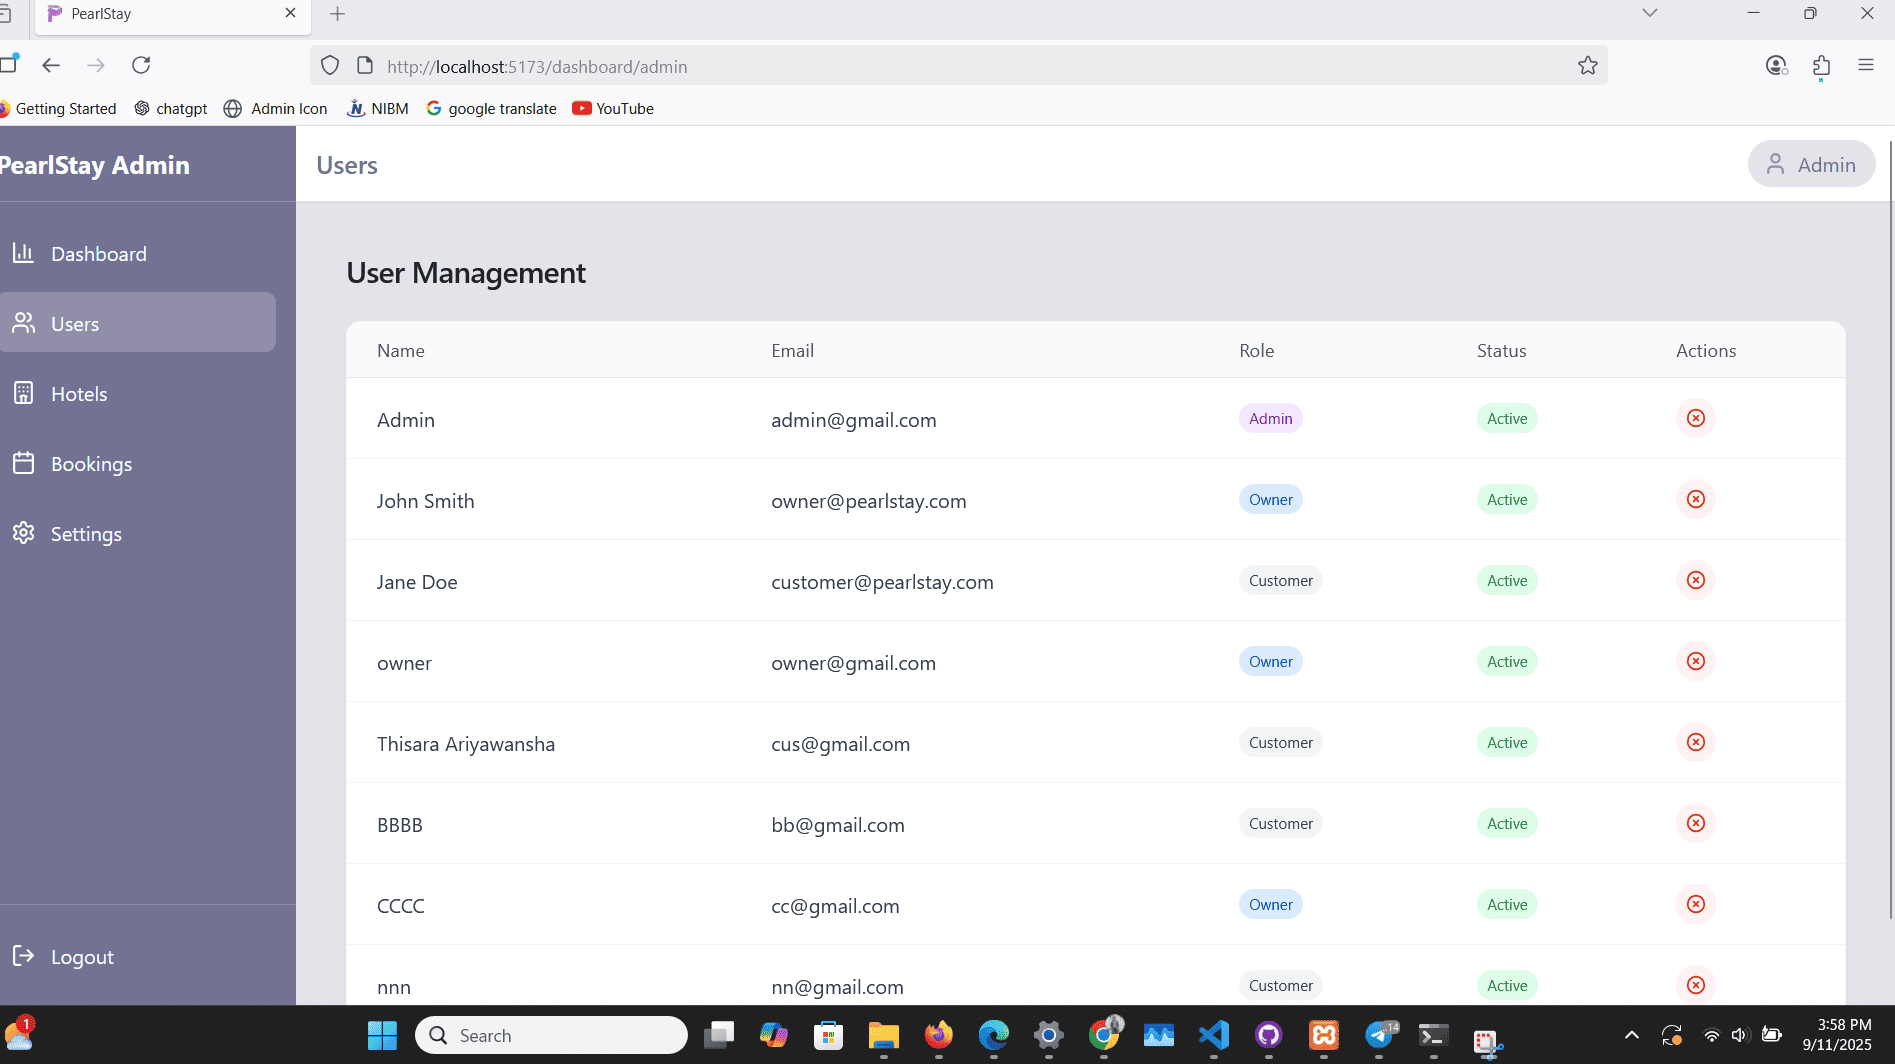 PearlStay
http://localhost:5173/dashboard/admin
Getting Started chatgpt Admin Icon NIBM google translate YouTube
PearlStay Admin
Users
Admin
Dashboard
Users
Hotels
Bookings
Settings
Logout
User Management
Name Email Role Status Actions
Admin admin@gmail.com Admin Active
John Smith owner@pearlstay.com Owner Active
Jane Doe customer@pearlstay.com Customer Active
owner owner@gmail.com Owner Active
Thisara Ariyawansha cus@gmail.com Customer Active
BBBB bb@gmail.com Customer Active
CCCC cc@gmail.com Owner Active
nnn nn@gmail.com Customer Active
1
Search
14
3:58 PM
9/11/2025